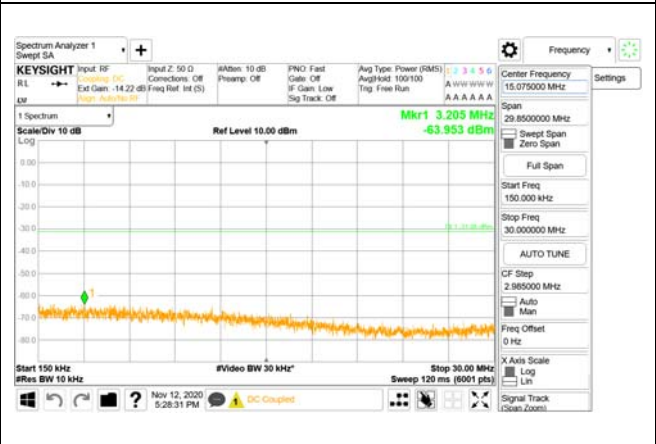 Spectrum Analyzer 1
Swept SA
Frequency
KEYSIGHT
Input: RF
Input Z: 50 Ω
#Atten: 10 dB
PNO: Fast
Avg Type: Power (RMS)
1 2 3 4 5 6
RL
Coupling: DC
Corrections: Off
Preamp: Off
Gate: Off
Avg|Hold: 100/100
A W W W W W
Ext Gain: -14.22 dB
Freq Ref: Int (S)
IF Gain: Low
Trig: Free Run
Align: Auto/No RF
Sig Track: Off
A A A A A A
1 Spectrum
Mkr1 3.205 MHz
Scale/Div 10 dB
Ref Level 10.00 dBm
-63.953 dBm
Log
0.00
-10.0
-20.0
-30.0
-40.0
-50.0
-60.0
1
-70.0
-80.0
Start 150 kHz
#Video BW 30 kHz*
Stop 30.00 MHz
#Res BW 10 kHz
Sweep 120 ms (6001 pts)
?
Nov 12, 2020
5:28:31 PM
1
DC Coupled
Center Frequency
15.075000 MHz
Settings
Span
29.8500000 MHz
Swept Span
Zero Span
Full Span
Start Freq
150.000 kHz
Stop Freq
30.000000 MHz
AUTO TUNE
CF Step
2.985000 MHz
Auto
Man
Freq Offset
0 Hz
X Axis Scale
Log
Lin
Signal Track
(Span Zoom)